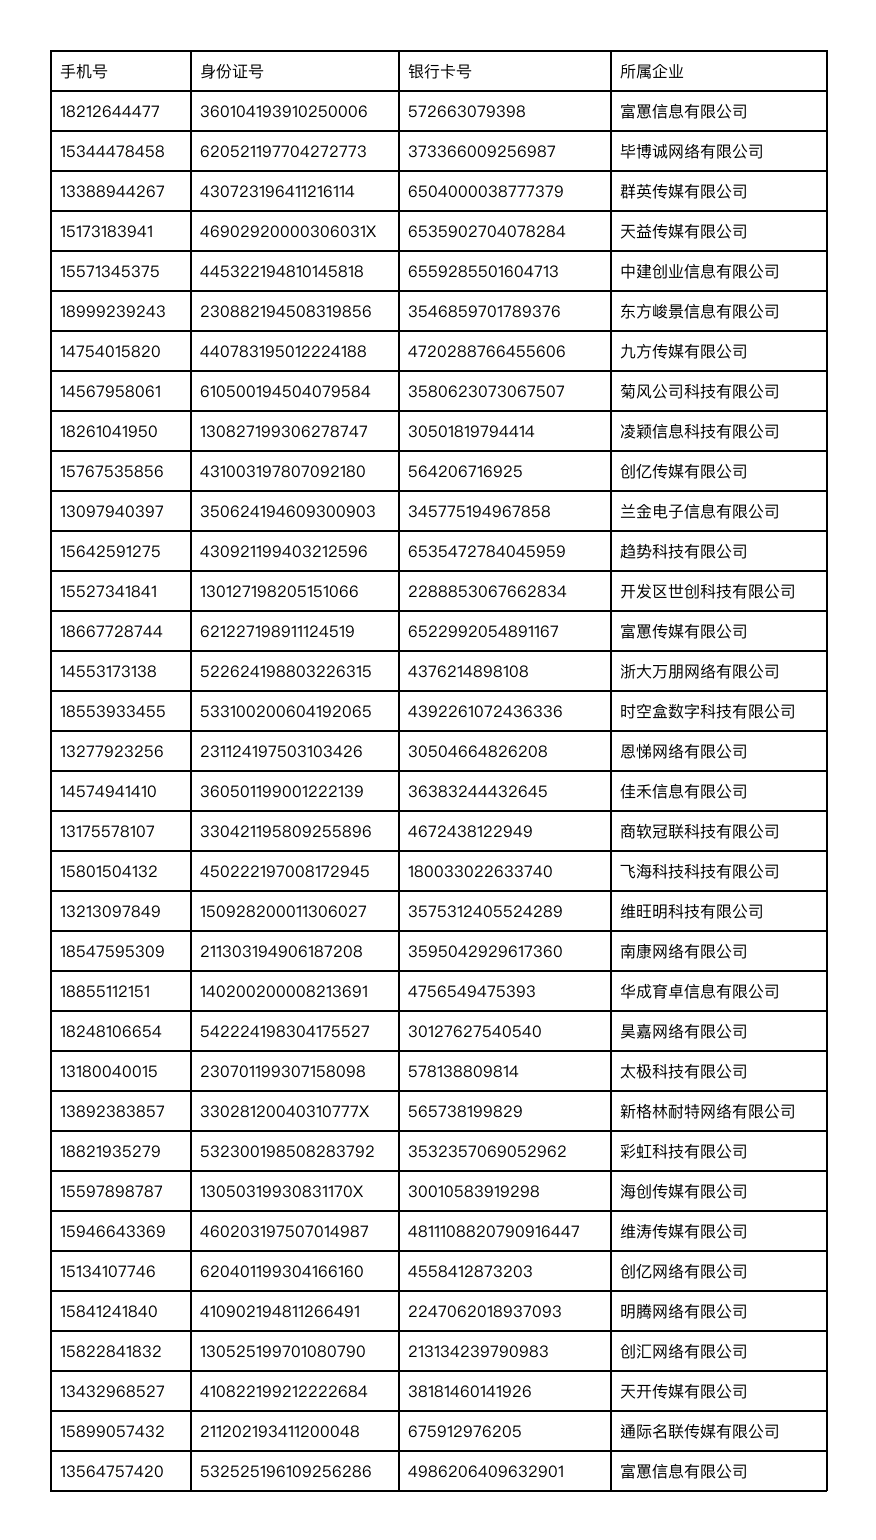 手机号 身份证号 银行卡号 所属企业
18212644477 360104193910250006 572663079398 富罳信息有限公司
15344478458 620521197704272773 373366009256987 毕博诚网络有限公司
13388944267 430723196411216114 6504000038777379 群英传媒有限公司
15173183941 46902920000306031X 6535902704078284 天益传媒有限公司
15571345375 445322194810145818 6559285501604713 中建创业信息有限公司
18999239243 230882194508319856 3546859701789376 东方峻景信息有限公司
14754015820 440783195012224188 4720288766455606 九方传媒有限公司
14567958061 610500194504079584 3580623073067507 菊风公司科技有限公司
18261041950 130827199306278747 30501819794414 凌颖信息科技有限公司
15767535856 431003197807092180 564206716925 创亿传媒有限公司
13097940397 350624194609300903 345775194967858 兰金电子信息有限公司
15642591275 430921199403212596 6535472784045959 趋势科技有限公司
15527341841 130127198205151066 2288853067662834 开发区世创科技有限公司
18667728744 621227198911124519 6522992054891167 富罳传媒有限公司
14553173138 522624198803226315 4376214898108 浙大万朋网络有限公司
18553933455 533100200604192065 4392261072436336 时空盒数字科技有限公司
13277923256 231124197503103426 30504664826208 恩悌网络有限公司
14574941410 360501199001222139 36383244432645 佳禾信息有限公司
13175578107 330421195809255896 4672438122949 商软冠联科技有限公司
15801504132 450222197008172945 180033022633740 飞海科技科技有限公司
13213097849 150928200011306027 3575312405524289 维旺明科技有限公司
18547595309 211303194906187208 3595042929617360 南康网络有限公司
18855112151 140200200008213691 4756549475393 华成育卓信息有限公司
18248106654 542224198304175527 30127627540540 昊嘉网络有限公司
13180040015 230701199307158098 578138809814 太极科技有限公司
13892383857 33028120040310777X 565738199829 新格林耐特网络有限公司
18821935279 532300198508283792 3532357069052962 彩虹科技有限公司
15597898787 13050319930831170X 30010583919298 海创传媒有限公司
15946643369 460203197507014987 4811108820790916447 维涛传媒有限公司
15134107746 620401199304166160 4558412873203 创亿网络有限公司
15841241840 410902194811266491 2247062018937093 明腾网络有限公司
15822841832 130525199701080790 213134239790983 创汇网络有限公司
13432968527 410822199212222684 38181460141926 天开传媒有限公司
15899057432 211202193411200048 675912976205 通际名联传媒有限公司
13564757420 532525196109256286 4986206409632901 富罳信息有限公司